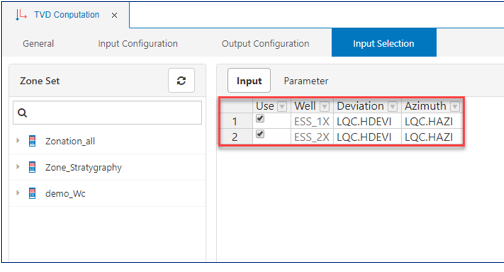 TVD Conputation ×
General Input Configuration Output Configuration Input Selection
Zone Set
Input Parameter
Use Well Deviation Azimuth
1 ESS_1X LQC.HDEVI LQC.HAZI
2 ESS_2X LQC.HDEVI LQC.HAZI
Zonation_all
Zone_Stratygraphy
demo_Wc